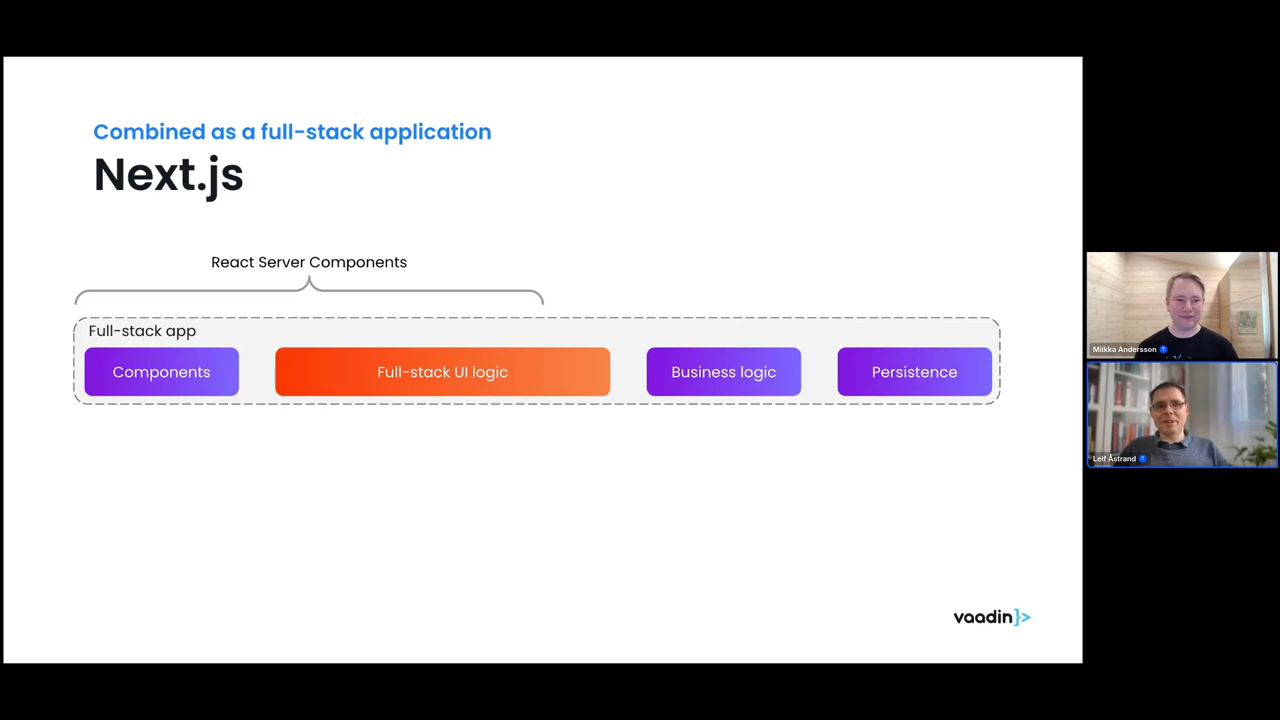 Combined as a full-stack application
Next.js
React Server Components
Full-stack app
Components
Full-stack UI logic
Business logic
Persistence
vaadin}>
Miikka Andersson
Leif Åstrand